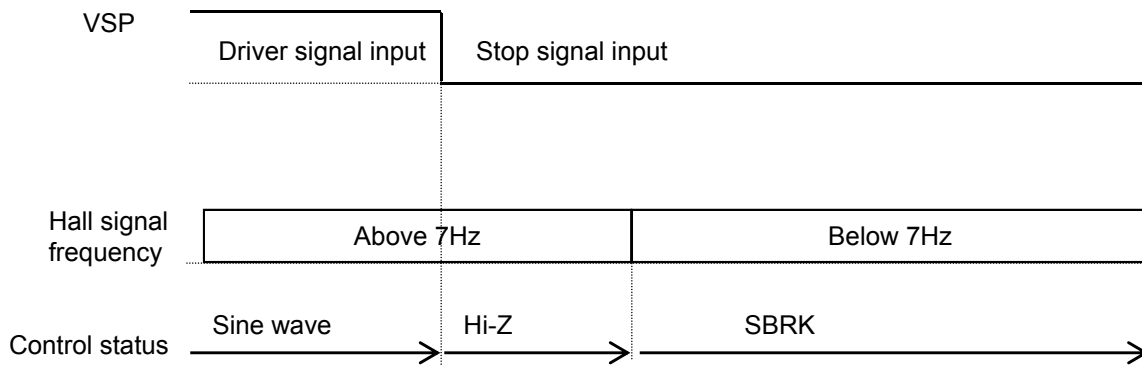 VSP
Driver signal input
Stop signal input
Hall signal
frequency
Above 7Hz
Below 7Hz
Control status
Sine wave
Hi-Z
SBRK